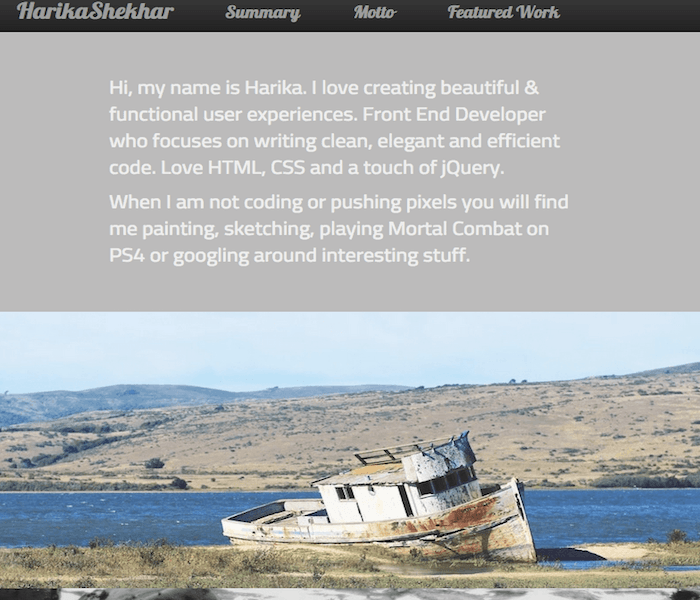 HarikaShekhar Summary Motto Featured Work
Hi, my name is Harika. I love creating beautiful &
functional user experiences. Front End Developer
who focuses on writing clean, elegant and efficient
code. Love HTML, CSS and a touch of jQuery.
When I am not coding or pushing pixels you will find
me painting, sketching, playing Mortal Combat on
PS4 or googling around interesting stuff.